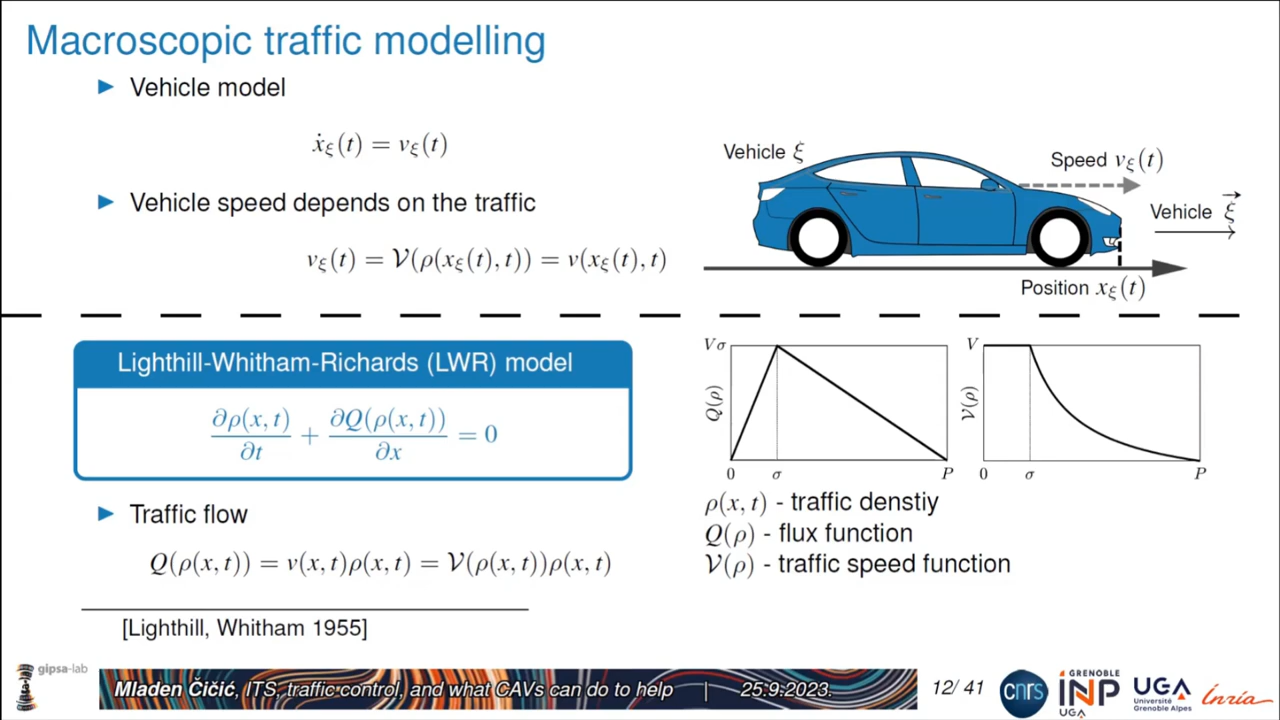 Macroscopic traffic modelling
▶ Vehicle model
ẋ_ξ(t) = v_ξ(t)
▶ Vehicle speed depends on the traffic
v_ξ(t) = 𝒱(ρ(x_ξ(t), t)) = v(x_ξ(t), t)
Vehicle ξ
Speed v_ξ(t)
Vehicle ξ⃗
Position x_ξ(t)
Lighthill-Whitham-Richards (LWR) model
∂ρ(x, t)/∂t + ∂Q(ρ(x, t))/∂x = 0
▶ Traffic flow
Q(ρ(x, t)) = v(x, t)ρ(x, t) = 𝒱(ρ(x, t))ρ(x, t)
Vσ
Q(ρ)
0 σ P
V
𝒱(ρ)
0 σ P
ρ(x, t) - traffic denstiy
Q(ρ) - flux function
𝒱(ρ) - traffic speed function
[Lighthill, Whitham 1955]
gipsa-lab
Mladen Čičić, ITS, traffic control, and what CAVs can do to help | 25.9.2023.
12/ 41
cnrs
GRENOBLE
INP
UGA
UGA
Université
Grenoble Alpes
Inria